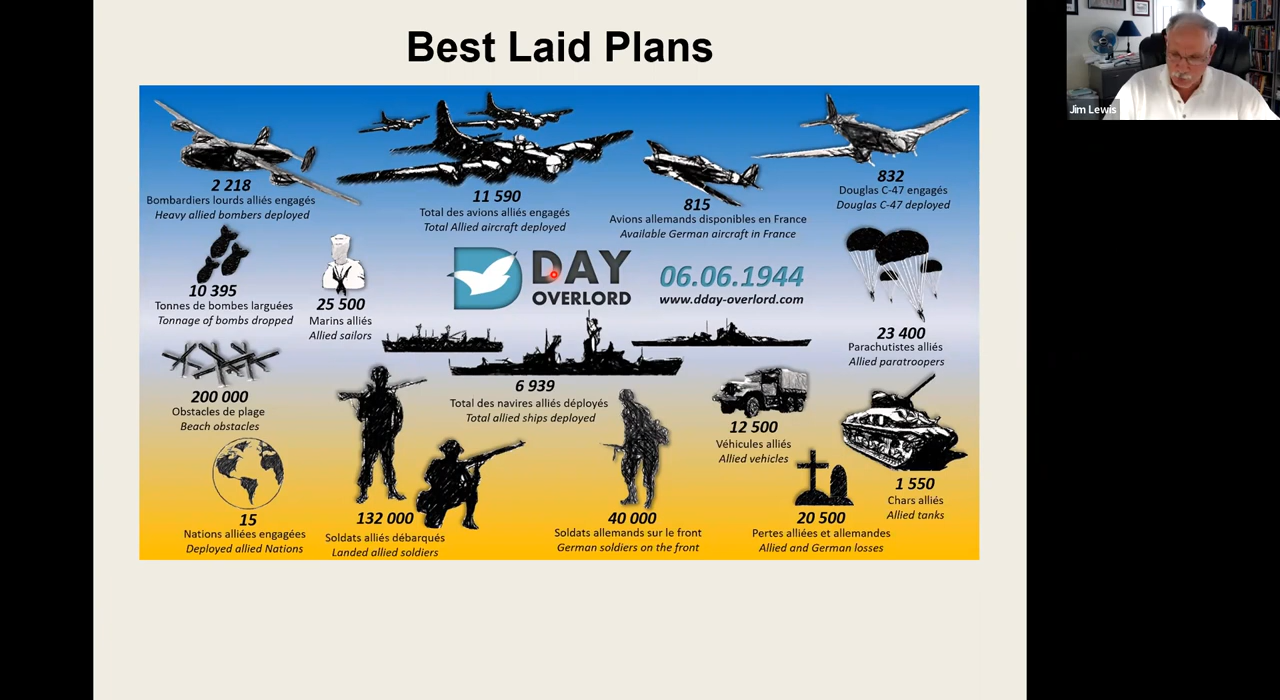 Best Laid Plans
Jim Lewis
2 218
Bombardiers lourds alliés engagés
Heavy allied bombers deployed
11 590
Total des avions alliés engagés
Total Allied aircraft deployed
815
Avions allemands disponibles en France
Available German aircraft in France
832
Douglas C-47 engagés
Douglas C-47 deployed
10 395
Tonnes de bombes larguées
Tonnage of bombs dropped
25 500
Marins alliés
Allied sailors
D DAY
OVERLORD
06.06.1944
www.dday-overlord.com
23 400
Parachutistes alliés
Allied paratroopers
200 000
Obstacles de plage
Beach obstacles
6 939
Total des navires alliés déployés
Total allied ships deployed
12 500
Véhicules alliés
Allied vehicles
1 550
Chars alliés
Allied tanks
15
Nations alliées engagées
Deployed allied Nations
132 000
Soldats alliés débarqués
Landed allied soldiers
40 000
Soldats allemands sur le front
German soldiers on the front
20 500
Pertes alliées et allemandes
Allied and German losses